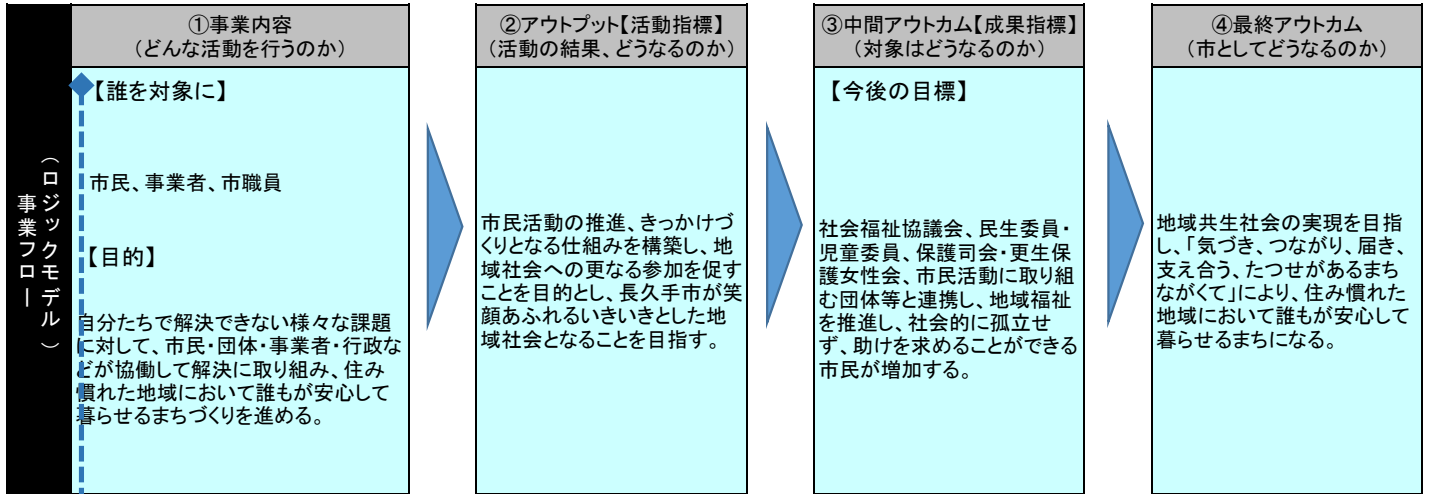 事業フロー
（ロジックモデル）
①事業内容
（どんな活動を行うのか）
【誰を対象に】
市民、事業者、市職員
【目的】
自分たちで解決できない様々な課題
に対して、市民・団体・事業者・行政な
どが協働して解決に取り組み、住み
慣れた地域において誰もが安心して
暮らせるまちづくりを進める。
②アウトプット【活動指標】
（活動の結果、どうなるのか）
市民活動の推進、きっかけづ
くりとなる仕組みを構築し、地
域社会への更なる参加を促す
ことを目的とし、長久手市が笑
顔あふれるいきいきとした地
域社会となることを目指す。
③中間アウトカム【成果指標】
（対象はどうなるのか）
【今後の目標】
社会福祉協議会、民生委員・
児童委員、保護司会・更生保
護女性会、市民活動に取り組
む団体等と連携し、地域福祉
を推進し、社会的に孤立せ
ず、助けを求めることができる
市民が増加する。
④最終アウトカム
（市としてどうなるのか）
地域共生社会の実現を目指
し、「気づき、つながり、届き、
支え合う、たつせがあるまち
ながくて」により、住み慣れた
地域において誰もが安心して
暮らせるまちになる。